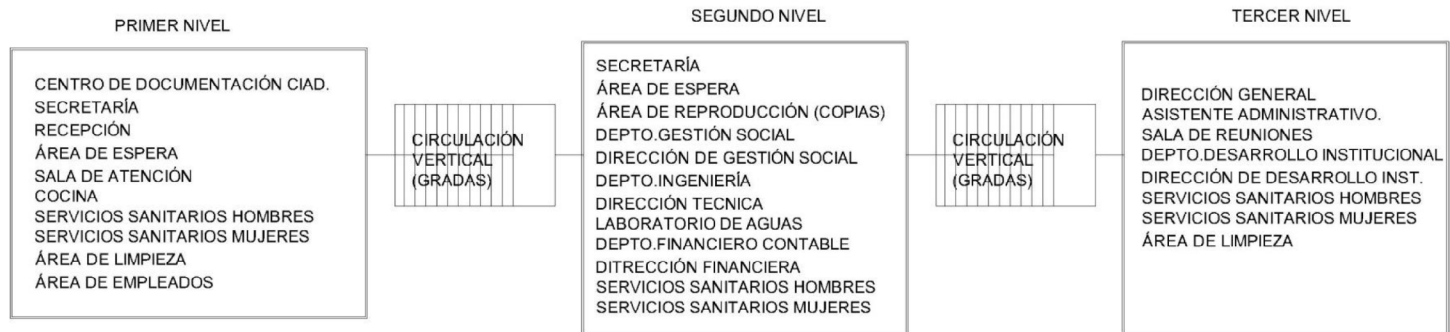 PRIMER NIVEL
CENTRO DE DOCUMENTACIÓN CIAD.
SECRETARÍA
RECEPCIÓN
ÁREA DE ESPERA
SALA DE ATENCIÓN
COCINA
SERVICIOS SANITARIOS HOMBRES
SERVICIOS SANITARIOS MUJERES
ÁREA DE LIMPIEZA
ÁREA DE EMPLEADOS
CIRCULACIÓN
VERTICAL
(GRADAS)
SEGUNDO NIVEL
SECRETARÍA
ÁREA DE ESPERA
ÁREA DE REPRODUCCIÓN (COPIAS)
DEPTO.GESTIÓN SOCIAL
DIRECCIÓN DE GESTIÓN SOCIAL
DEPTO.INGENIERÍA
DIRECCIÓN TECNICA
LABORATORIO DE AGUAS
DEPTO.FINANCIERO CONTABLE
DITRECCIÓN FINANCIERA
SERVICIOS SANITARIOS HOMBRES
SERVICIOS SANITARIOS MUJERES
CIRCULACIÓN
VERTICAL
(GRADAS)
TERCER NIVEL
DIRECCIÓN GENERAL
ASISTENTE ADMINISTRATIVO.
SALA DE REUNIONES
DEPTO.DESARROLLO INSTITUCIONAL
DIRECCIÓN DE DESARROLLO INST.
SERVICIOS SANITARIOS HOMBRES
SERVICIOS SANITARIOS MUJERES
ÁREA DE LIMPIEZA